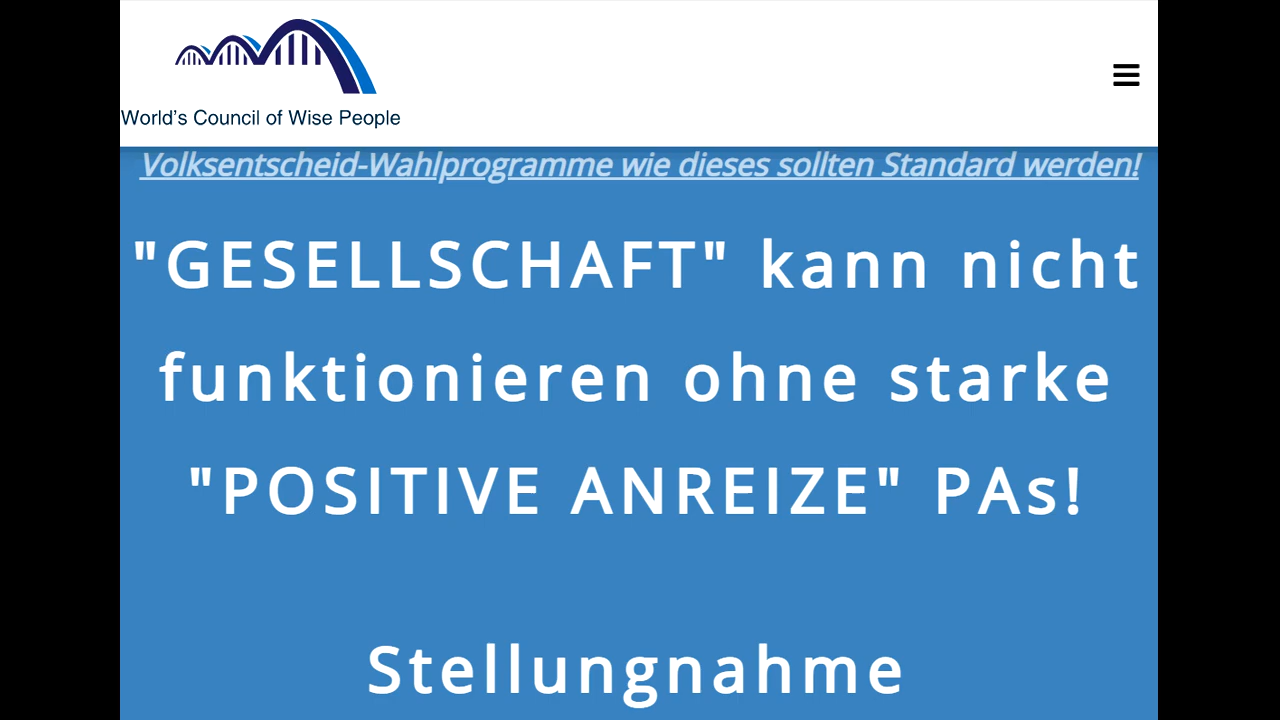 World's Council of Wise People
Volksentscheid-Wahlprogramme wie dieses sollten Standard werden!
"GESELLSCHAFT" kann nicht
funktionieren ohne starke
"POSITIVE ANREIZE" PAs!
Stellungnahme